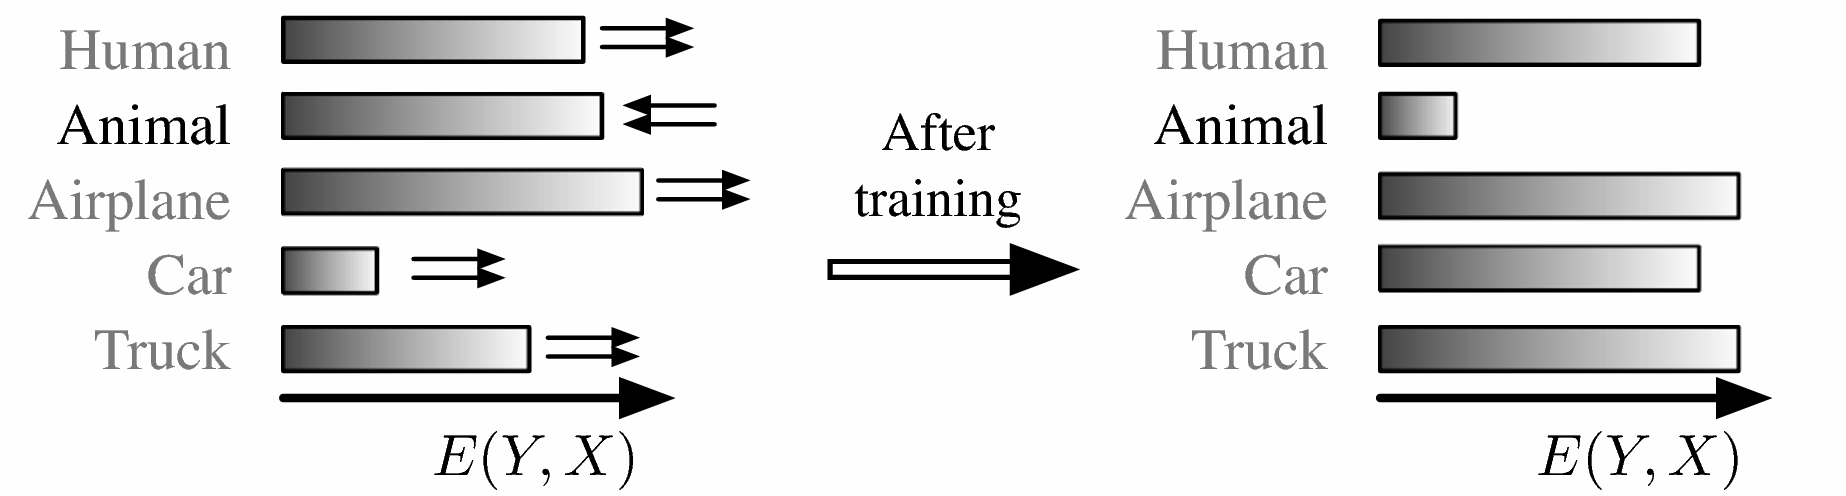 Human
Animal
Airplane
Car
Truck
E(Y, X)
After
training
Human
Animal
Airplane
Car
Truck
E(Y, X)